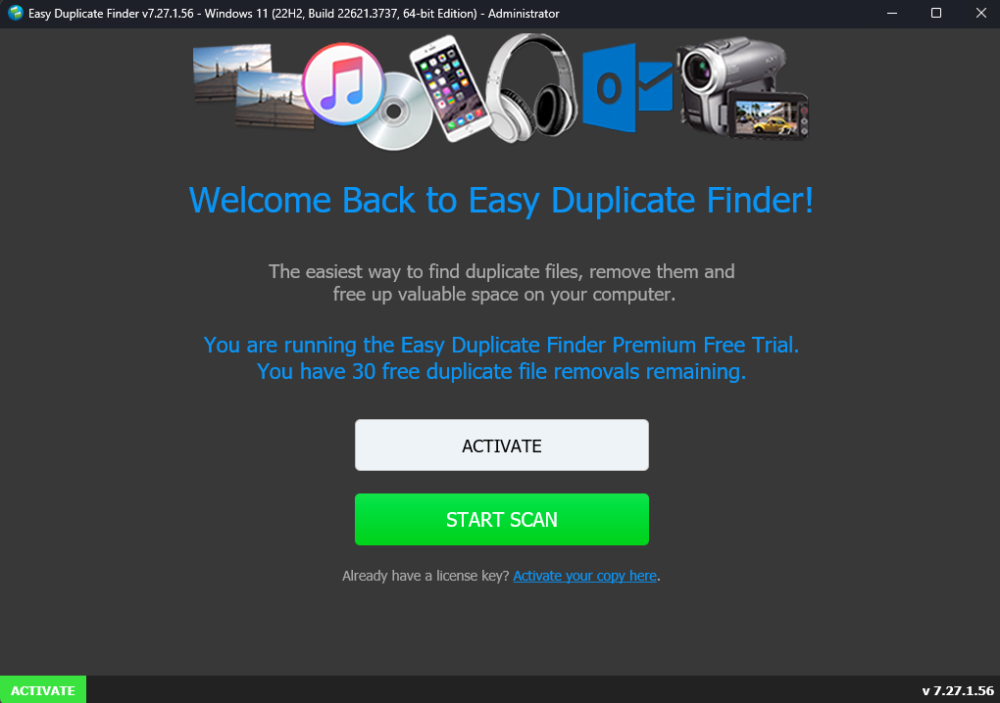 Easy Duplicate Finder v7.27.1.56 - Windows 11 (22H2, Build 22621.3737, 64-bit Edition) - Administrator
Welcome Back to Easy Duplicate Finder!
The easiest way to find duplicate files, remove them and
free up valuable space on your computer.
You are running the Easy Duplicate Finder Premium Free Trial.
You have 30 free duplicate file removals remaining.
ACTIVATE
START SCAN
Already have a license key? Activate your copy here.
ACTIVATE
v 7.27.1.56